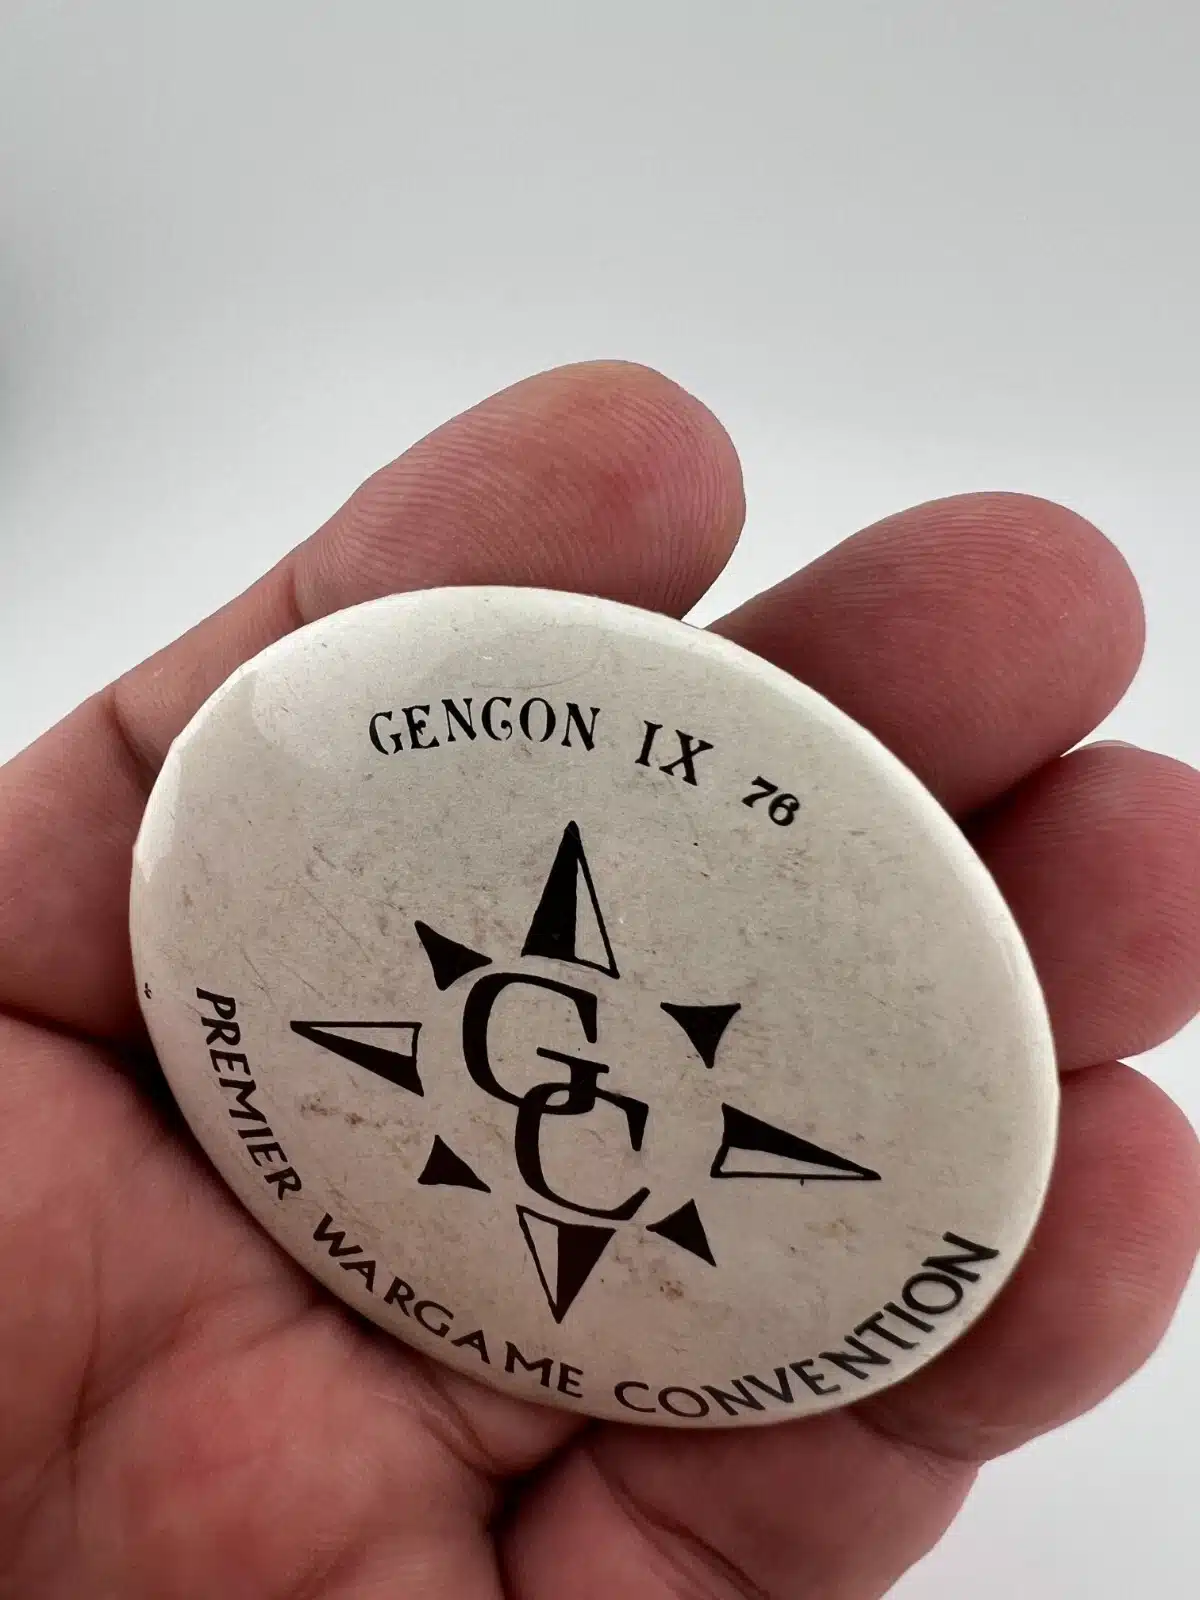 GENCON IX 76
GC
PREMIER WARGAME CONVENTION